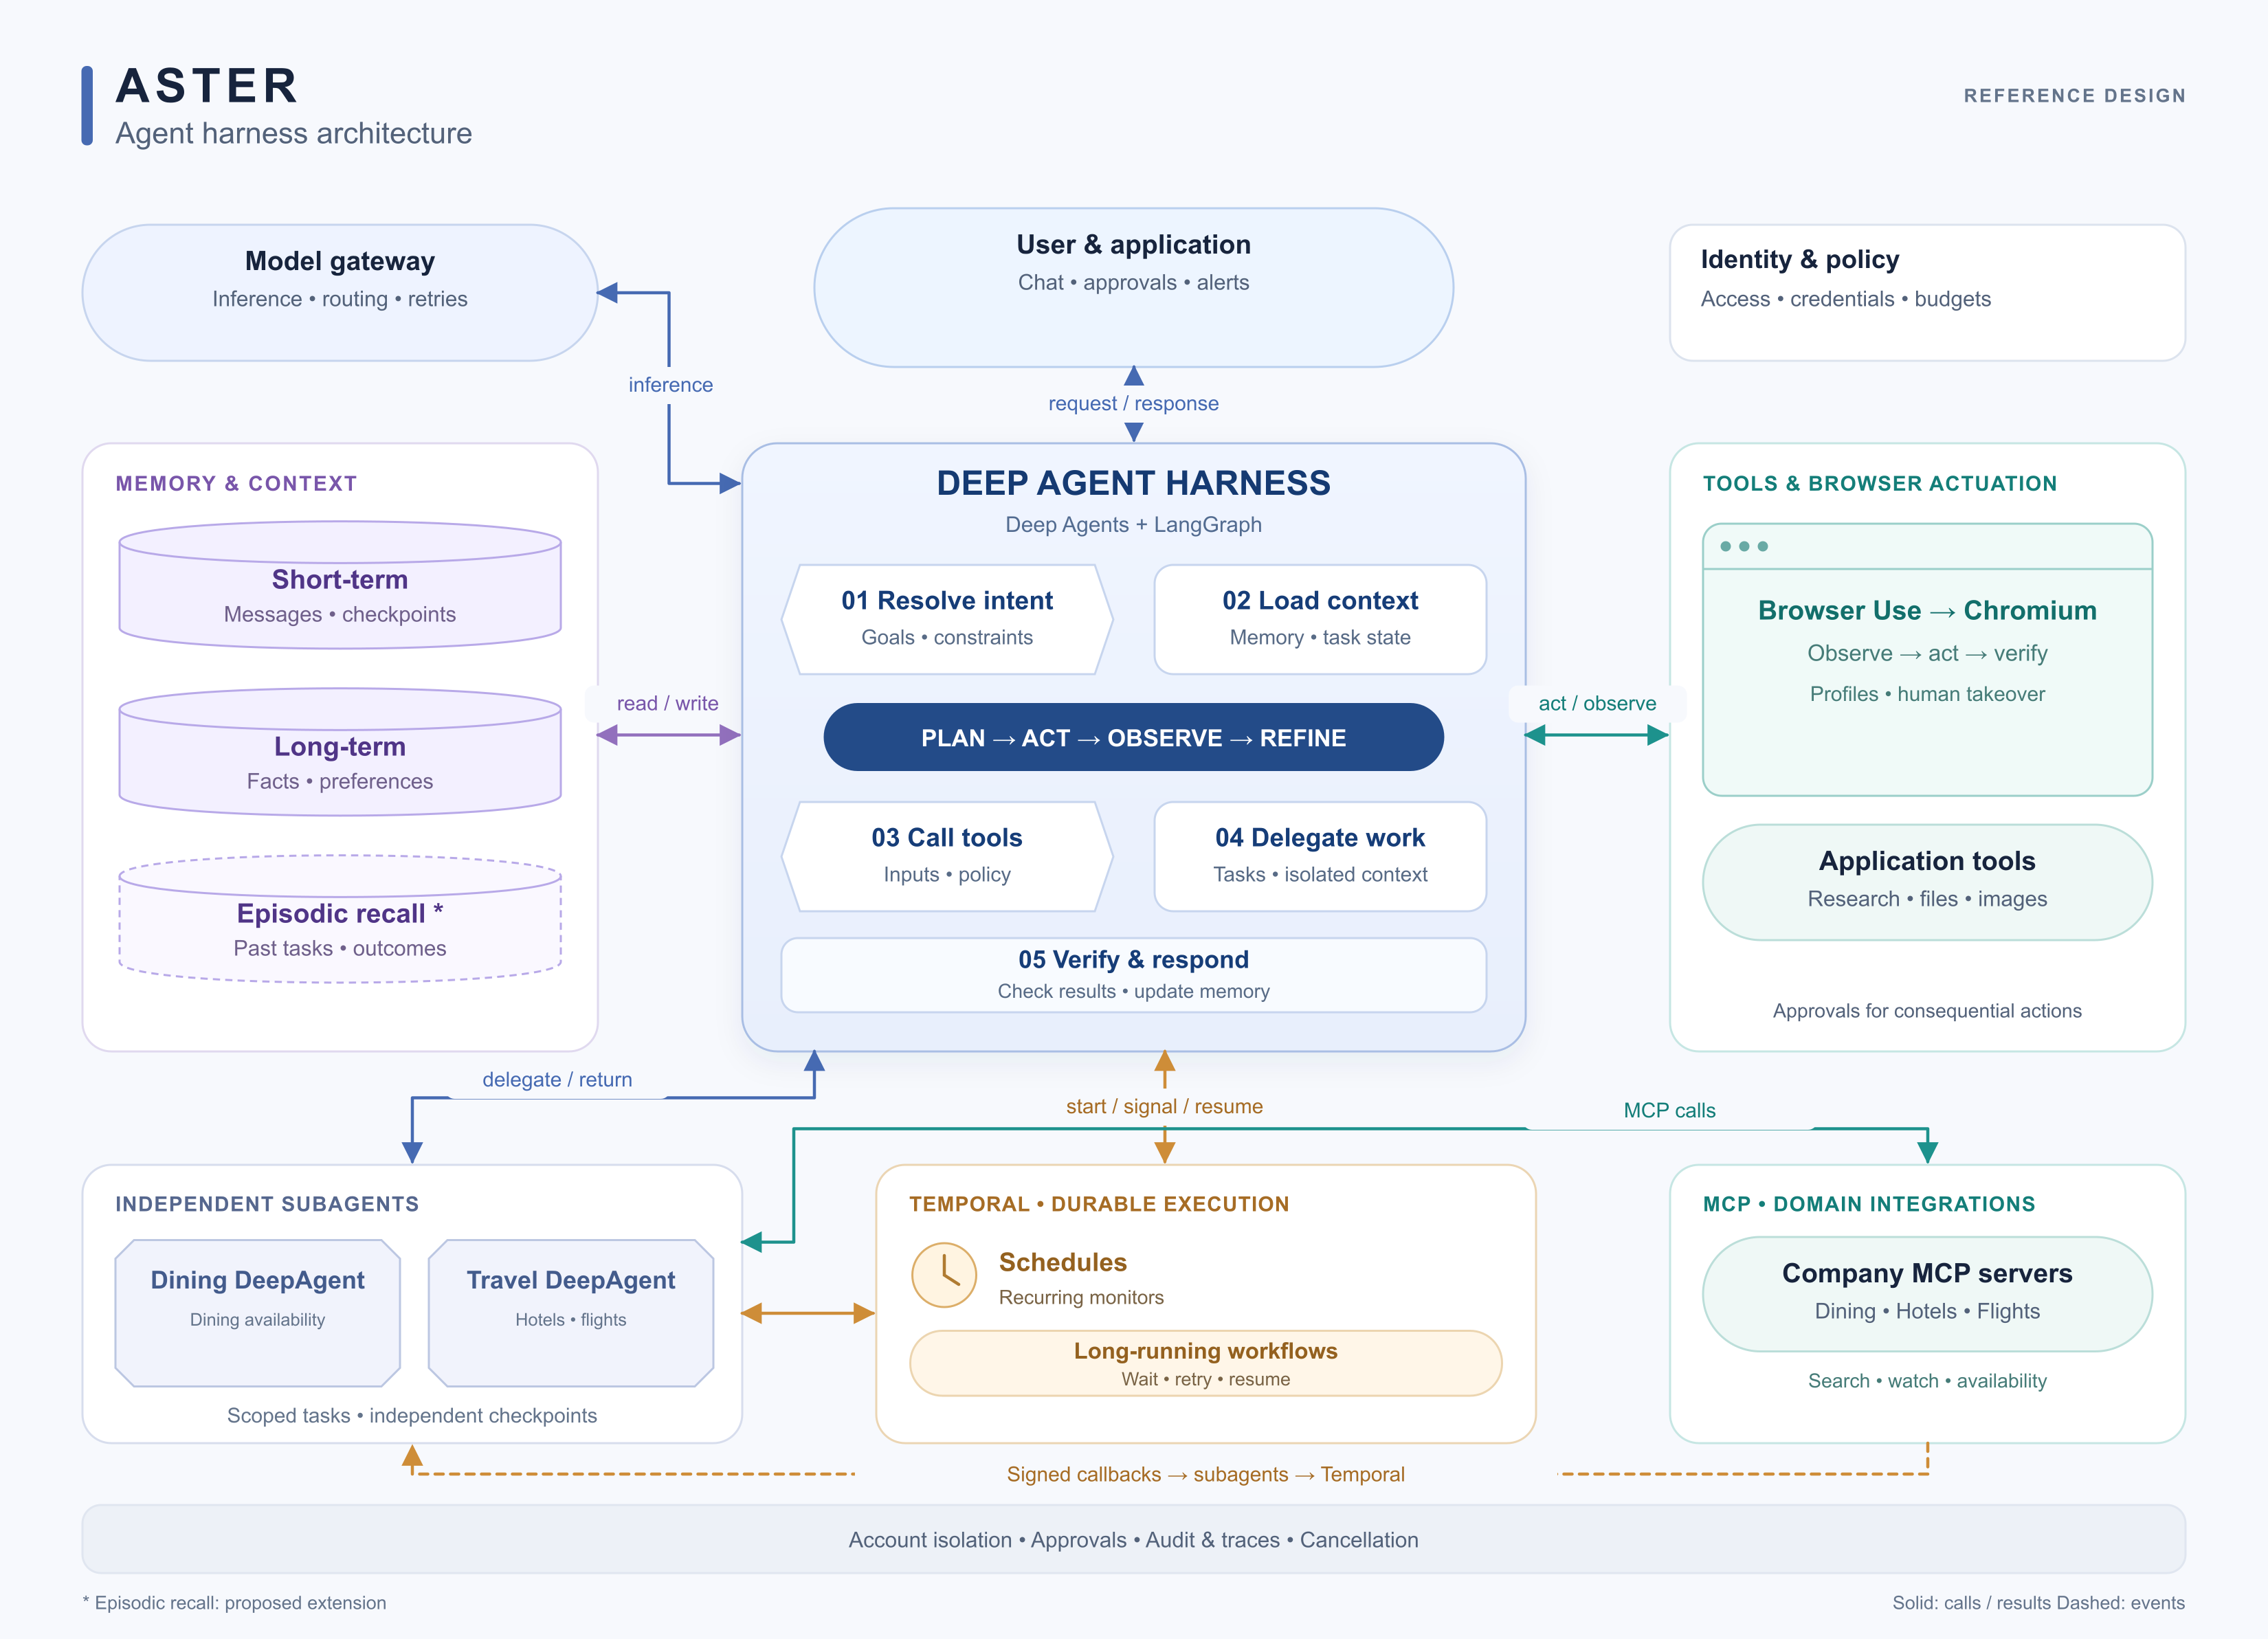 ASTER
Agent harness architecture
REFERENCE DESIGN
Model gateway
Inference • routing • retries
User & application
Chat • approvals • alerts
Identity & policy
Access • credentials • budgets
inference
request / response
MEMORY & CONTEXT
Short-term
Messages • checkpoints
Long-term
Facts • preferences
Episodic recall *
Past tasks • outcomes
read / write
DEEP AGENT HARNESS
Deep Agents + LangGraph
01 Resolve intent
Goals • constraints
02 Load context
Memory • task state
PLAN → ACT → OBSERVE → REFINE
03 Call tools
Inputs • policy
04 Delegate work
Tasks • isolated context
05 Verify & respond
Check results • update memory
act / observe
TOOLS & BROWSER ACTUATION
Browser Use → Chromium
Observe → act → verify
Profiles • human takeover
Application tools
Research • files • images
Approvals for consequential actions
delegate / return
start / signal / resume
MCP calls
INDEPENDENT SUBAGENTS
Dining DeepAgent
Dining availability
Travel DeepAgent
Hotels • flights
Scoped tasks • independent checkpoints
TEMPORAL • DURABLE EXECUTION
Schedules
Recurring monitors
Long-running workflows
Wait • retry • resume
MCP • DOMAIN INTEGRATIONS
Company MCP servers
Dining • Hotels • Flights
Search • watch • availability
Signed callbacks → subagents → Temporal
Account isolation • Approvals • Audit & traces • Cancellation
* Episodic recall: proposed extension
Solid: calls / results Dashed: events